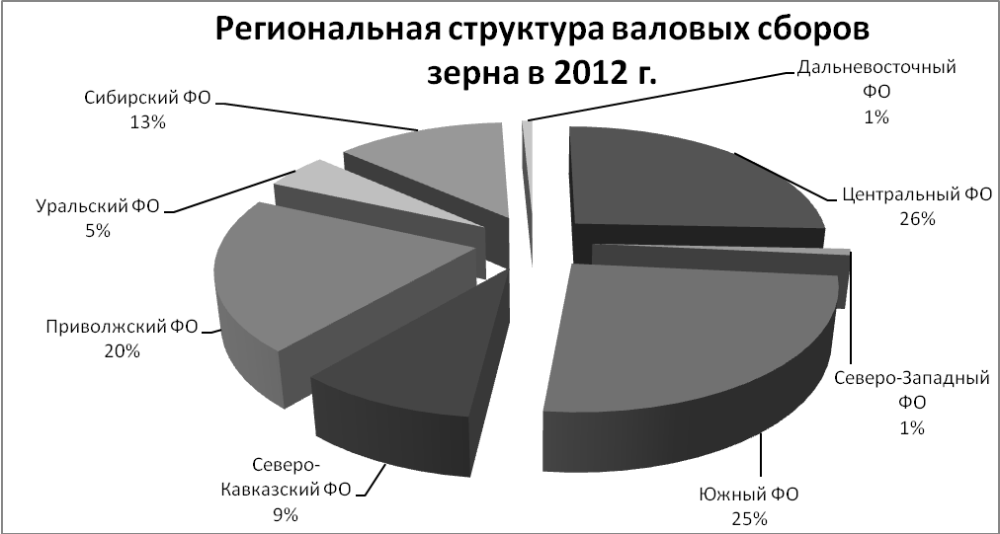 Региональная структура валовых сборов
зерна в 2012 г.
Дальневосточный
ФО
1%
Центральный ФО
26%
Северо-Западный
ФО
1%
Южный ФО
25%
Северо-
Кавказский ФО
9%
Приволжский ФО
20%
Уральский ФО
5%
Сибирский ФО
13%